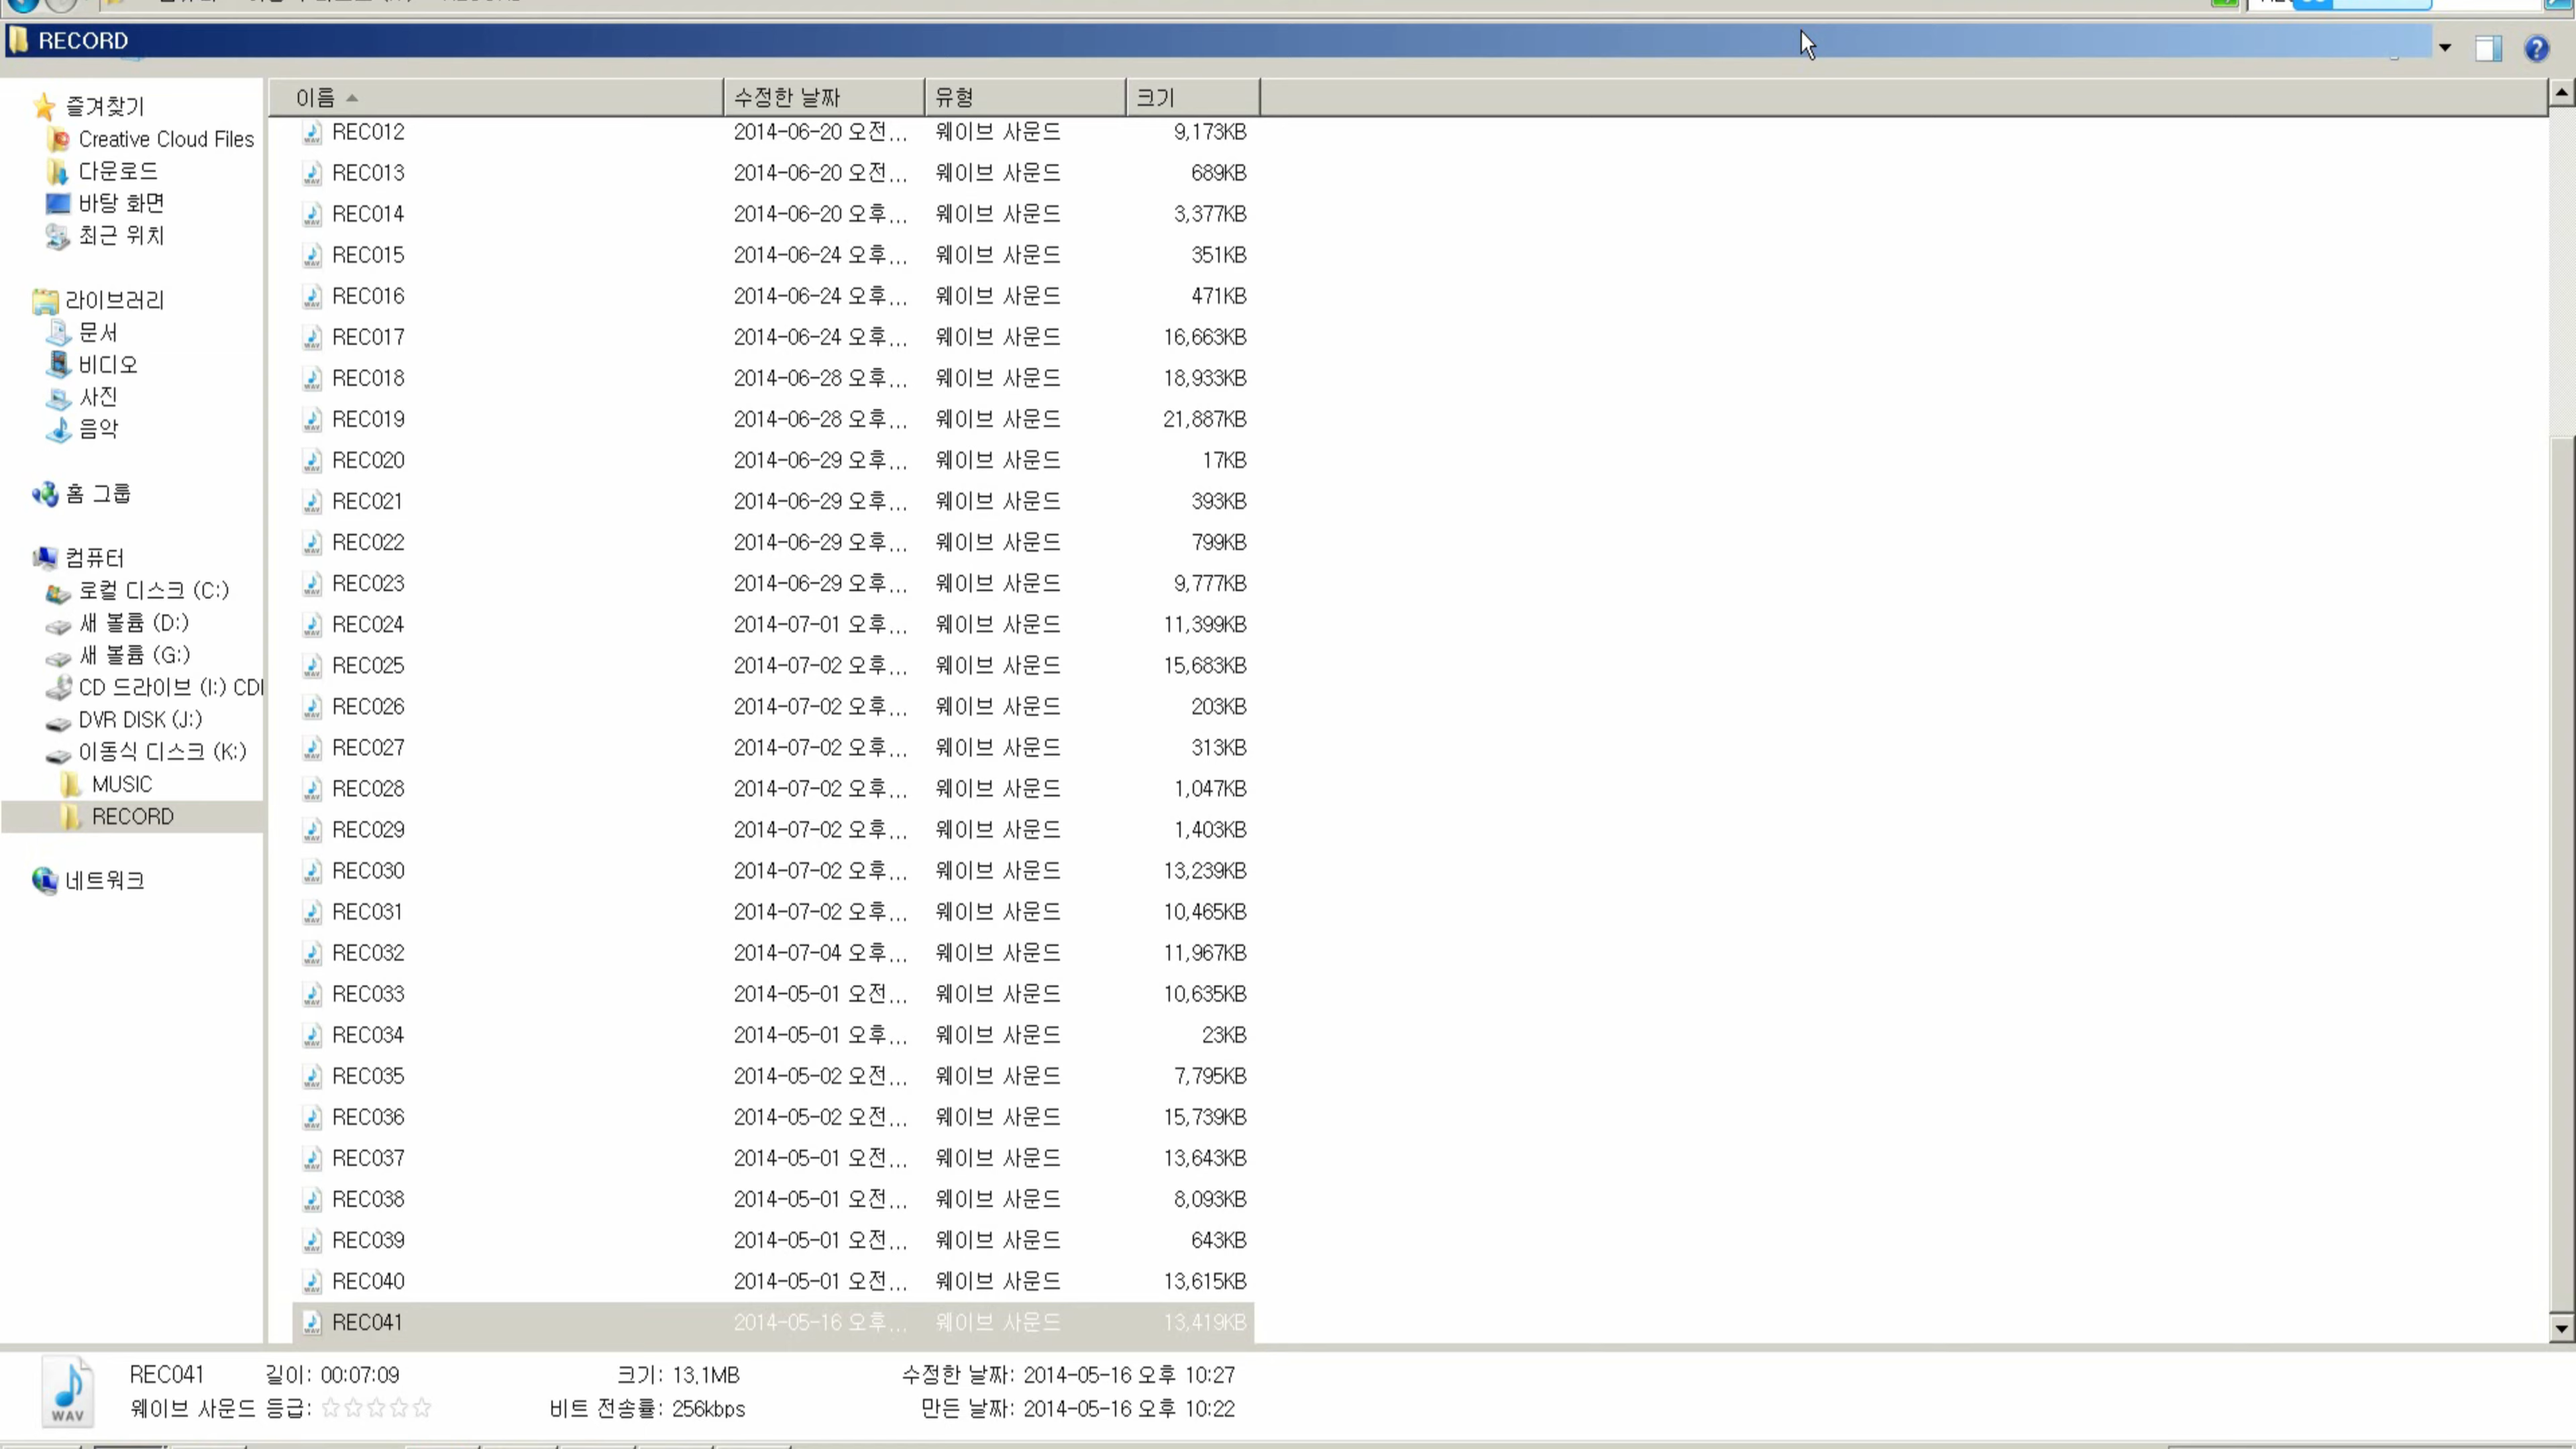 RECORD
이름 수정한 날짜 유형 크기
즐겨찾기
Creative Cloud Files
다운로드
바탕 화면
최근 위치
라이브러리
문서
비디오
사진
음악
홈 그룹
컴퓨터
로컬 디스크 (C:)
새 볼륨 (D:)
새 볼륨 (G:)
CD 드라이브 (I:) CD
DVR DISK (J:)
이동식 디스크 (K:)
MUSIC
RECORD
네트워크
REC012 2014-06-20 오전... 웨이브 사운드 9,173KB
REC013 2014-06-20 오전... 웨이브 사운드 689KB
REC014 2014-06-20 오후... 웨이브 사운드 3,377KB
REC015 2014-06-24 오후... 웨이브 사운드 351KB
REC016 2014-06-24 오후... 웨이브 사운드 471KB
REC017 2014-06-24 오후... 웨이브 사운드 16,663KB
REC018 2014-06-28 오후... 웨이브 사운드 18,933KB
REC019 2014-06-28 오후... 웨이브 사운드 21,887KB
REC020 2014-06-29 오후... 웨이브 사운드 17KB
REC021 2014-06-29 오후... 웨이브 사운드 393KB
REC022 2014-06-29 오후... 웨이브 사운드 799KB
REC023 2014-06-29 오후... 웨이브 사운드 9,777KB
REC024 2014-07-01 오후... 웨이브 사운드 11,399KB
REC025 2014-07-02 오후... 웨이브 사운드 15,683KB
REC026 2014-07-02 오후... 웨이브 사운드 203KB
REC027 2014-07-02 오후... 웨이브 사운드 313KB
REC028 2014-07-02 오후... 웨이브 사운드 1,047KB
REC029 2014-07-02 오후... 웨이브 사운드 1,403KB
REC030 2014-07-02 오후... 웨이브 사운드 13,239KB
REC031 2014-07-02 오후... 웨이브 사운드 10,465KB
REC032 2014-07-04 오후... 웨이브 사운드 11,967KB
REC033 2014-05-01 오전... 웨이브 사운드 10,635KB
REC034 2014-05-01 오후... 웨이브 사운드 23KB
REC035 2014-05-02 오전... 웨이브 사운드 7,795KB
REC036 2014-05-02 오전... 웨이브 사운드 15,739KB
REC037 2014-05-01 오전... 웨이브 사운드 13,643KB
REC038 2014-05-01 오전... 웨이브 사운드 8,093KB
REC039 2014-05-01 오전... 웨이브 사운드 643KB
REC040 2014-05-01 오전... 웨이브 사운드 13,615KB
REC041 2014-05-16 오후... 웨이브 사운드 13,419KB
REC041 길이: 00:07:09 크기: 13,1MB 수정한 날짜: 2014-05-16 오후 10:27
WAV 웨이브 사운드 등급: 비트 전송률: 256kbps 만든 날짜: 2014-05-16 오후 10:22